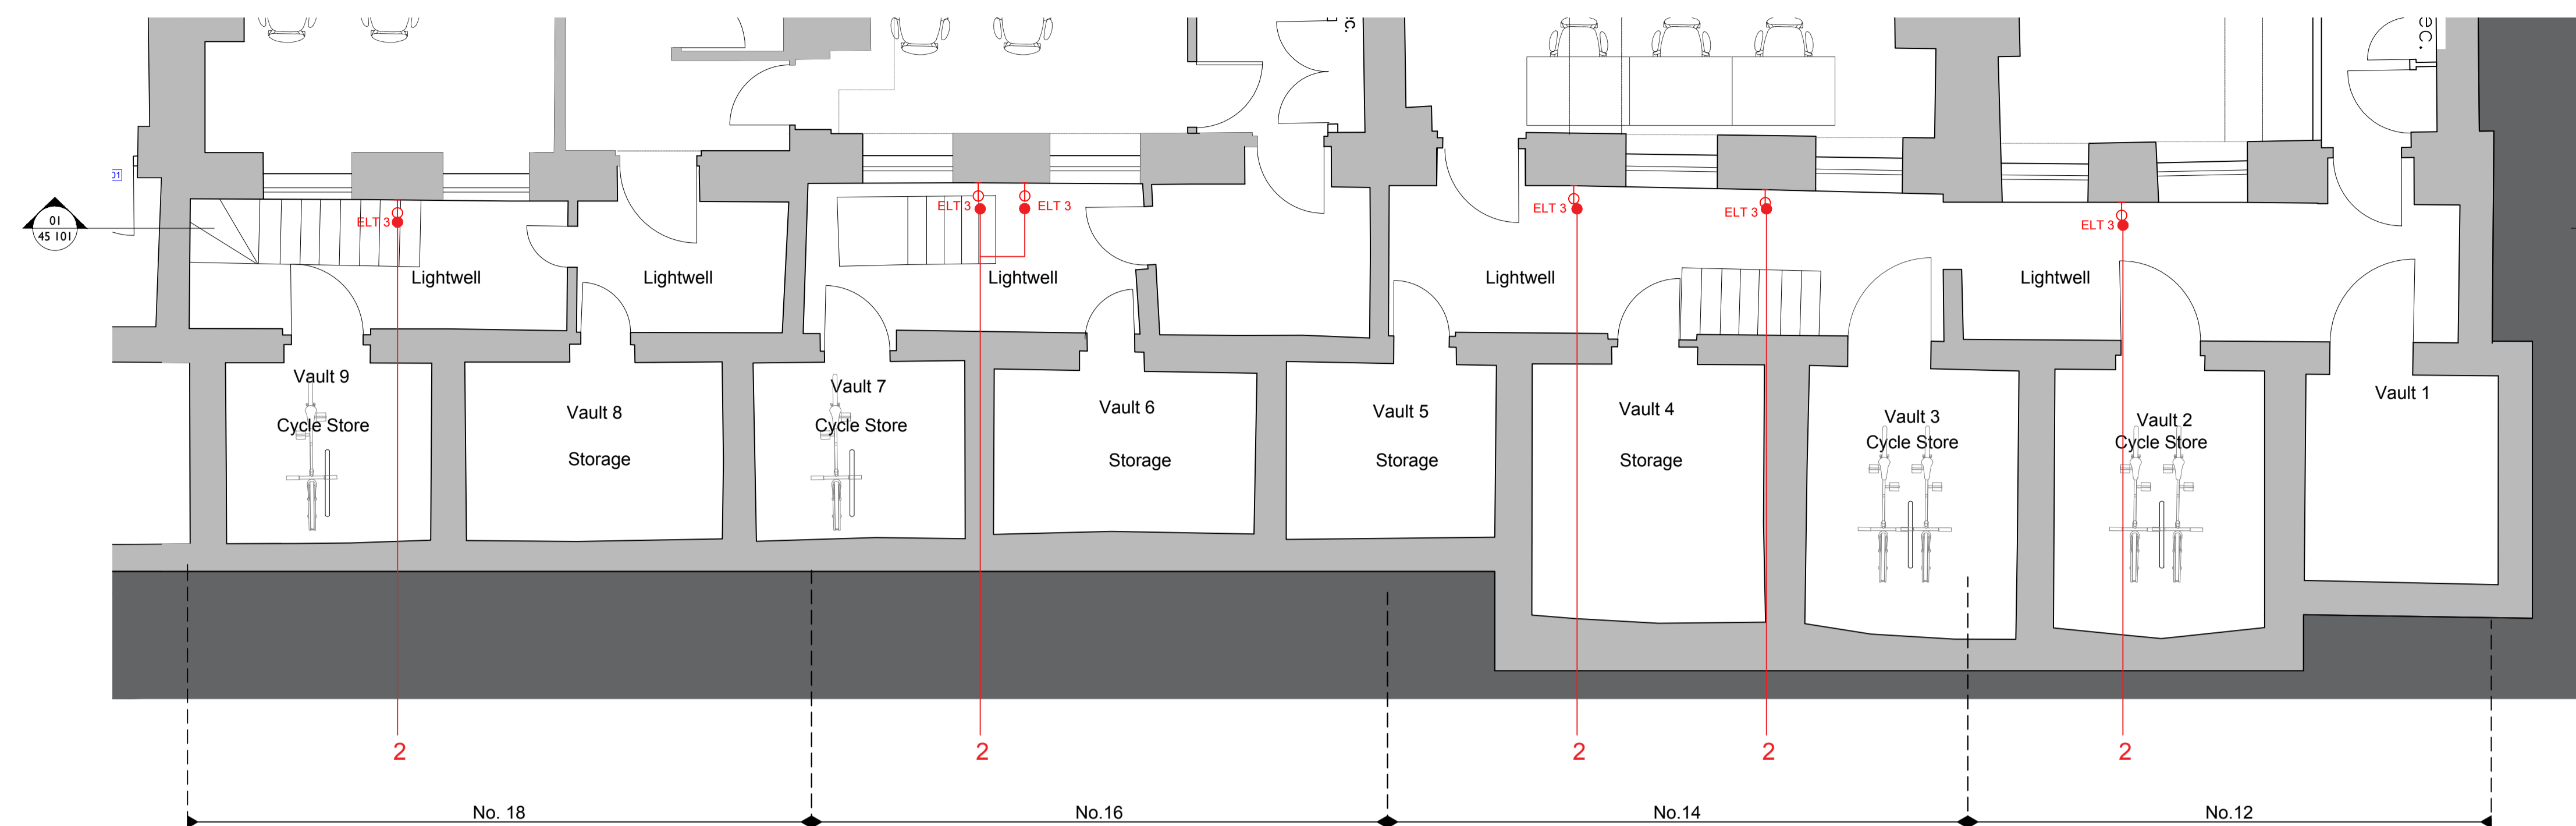 ec.
ec.
01
01
45 101
ELT 3
ELT 3
ELT 3
ELT 3
ELT 3
ELT 3
Lightwell
Lightwell
Lightwell
Lightwell
Lightwell
Vault 9
Cycle Store
Vault 8
Storage
Vault 7
Cycle Store
Vault 6
Storage
Vault 5
Storage
Vault 4
Storage
Vault 3
Cycle Store
Vault 2
Cycle Store
Vault 1
2
2
2
2
2
No. 18
No.16
No.14
No.12